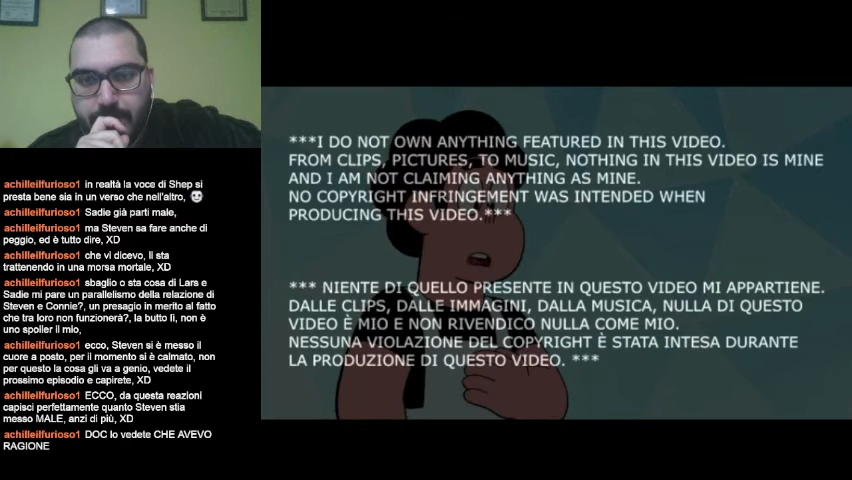 achilleilfurioso1 in realtà la voce di Shep si
presta bene sia in un verso che nell'altro,
achilleilfurioso1 Sadie già parti male,
achilleilfurioso1 ma Steven sa fare anche di
peggio, ed è tutto dire, XD
achilleilfurioso1 che vi dicevo, li sta
trattenendo in una morsa mortale, XD
achilleilfurioso1 sbaglio o sta cosa di Lars e
Sadie mi pare un parallelismo della relazione di
Steven e Connie?, un presagio in merito al fatto
che tra loro non funzionerà?, la butto lì, non è
uno spoiler il mio,
achilleilfurioso1 ecco, Steven si è messo il
cuore a posto, per il momento si è calmato, non
per questo la cosa gli va a genio, vedete il
prossimo episodio e capirete, XD
achilleilfurioso1 ECCO, da questa reazioni
capisci perfettamente quanto Steven stia
messo MALE, anzi di più, XD
achilleilfurioso1 DOC lo vedete CHE AVEVO
RAGIONE
***I DO NOT OWN ANYTHING FEATURED IN THIS VIDEO.
FROM CLIPS, PICTURES, TO MUSIC, NOTHING IN THIS VIDEO IS MINE
AND I AM NOT CLAIMING ANYTHING AS MINE.
NO COPYRIGHT INFRINGEMENT WAS INTENDED WHEN
PRODUCING THIS VIDEO.***
*** NIENTE DI QUELLO PRESENTE IN QUESTO VIDEO MI APPARTIENE.
DALLE CLIPS, DALLE IMMAGINI, DALLA MUSICA, NULLA DI QUESTO
VIDEO È MIO E NON RIVENDICO NULLA COME MIO.
NESSUNA VIOLAZIONE DEL COPYRIGHT È STATA INTESA DURANTE
LA PRODUZIONE DI QUESTO VIDEO. ***